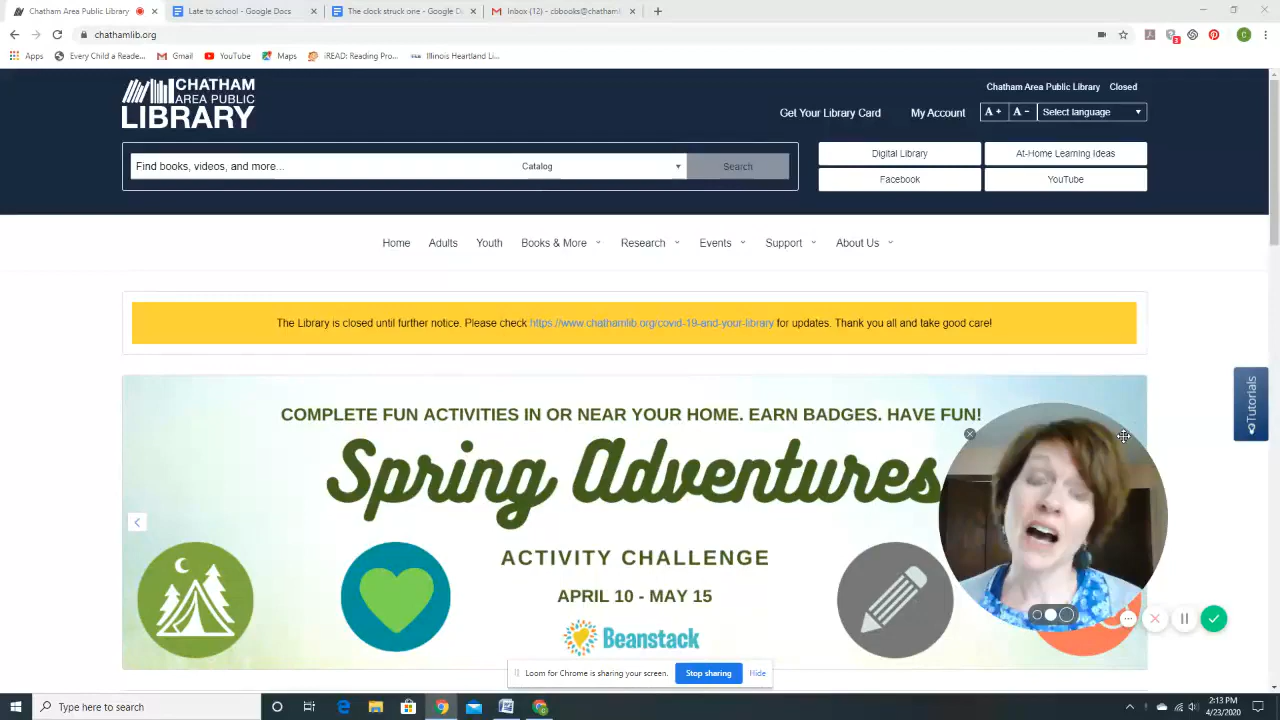 Chatham Area Public Library
Late to school - Google Docs
The clock struck one - Google D
Inbox (12) - cbbooks@chathaml
chathamlib.org
3
C
Apps
Every Child a Reade...
Gmail
YouTube
Maps
iREAD: Reading Pro...
Illinois Heartland Li...
CHATHAM
AREA PUBLIC
LIBRARY
Chatham Area Public Library Closed
Get Your Library Card
My Account
A +
A -
Select language
Find books, videos, and more...
Catalog
Search
Digital Library
At-Home Learning Ideas
Facebook
YouTube
Home
Adults
Youth
Books & More
Research
Events
Support
About Us
The Library is closed until further notice. Please check https://www.chathamlib.org/covid-19-and-your-library for updates. Thank you all and take good care!
Tutorials
COMPLETE FUN ACTIVITIES IN OR NEAR YOUR HOME. EARN BADGES. HAVE FUN!
Spring Adventures
ACTIVITY CHALLENGE
APRIL 10 - MAY 15
Beanstack
Loom for Chrome is sharing your screen.
Stop sharing
Hide
Type here to search
2:13 PM
4/23/2020